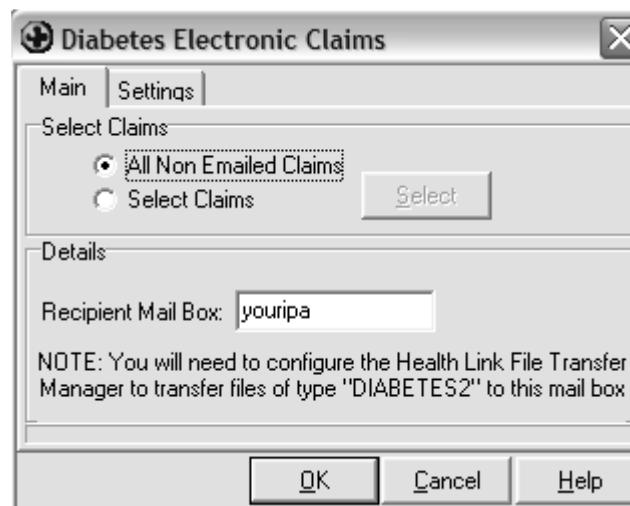 Diabetes Electronic Claims
Main Settings
Select Claims
All Non Emailed Claims
Select Claims Select
Details
Recipient Mail Box: youripa
NOTE: You will need to configure the Health Link File Transfer
Manager to transfer files of type "DIABETES2" to this mail box
OK Cancel Help